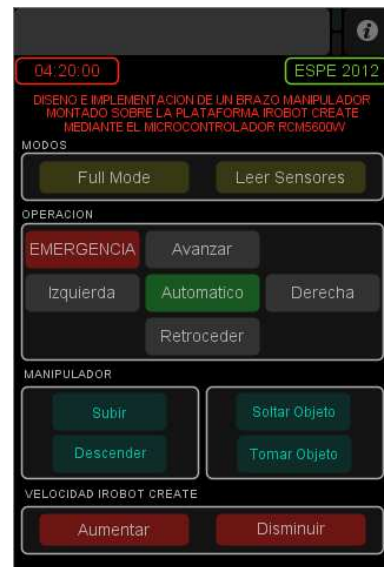 i
04:20:00 ESPE 2012
DISENO E IMPLEMENTACION DE UN BRAZO MANIPULADOR
MONTADO SOBRE LA PLATAFORMA IROBOT CREATE
MEDIANTE EL MICROCONTROLADOR RCM5600W
MODOS
Full Mode Leer Sensores
OPERACION
EMERGENCIA Avanzar
Izquierda Automatico Derecha
Retroceder
MANIPULADOR
Subir Soltar Objeto
Descender Tomar Objeto
VELOCIDAD IROBOT CREATE
Aumentar Disminuir